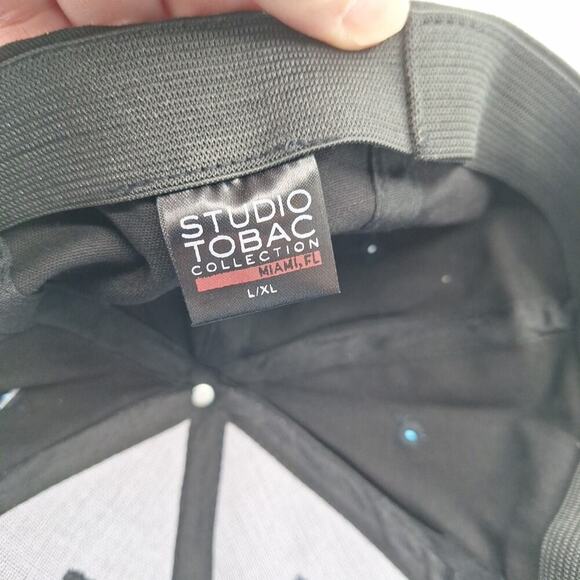 STUDIO
TOBAC
COLLECTION
MIAMI, FL
L/XL